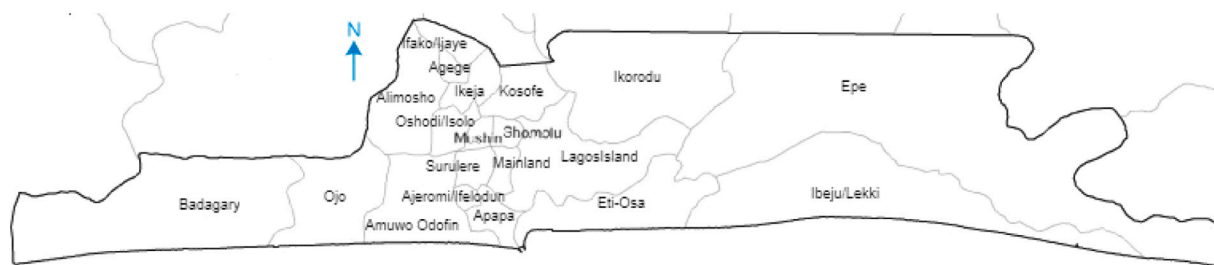 N
Ifako/Ijaye
Agege
Ikorodu
Epe
Ikeja
Kosofe
Alimosho
Oshodi/Isolo
Mushin
Shomolu
Surulere
Mainland
LagosIsland
Badagary
Ojo
Ajeromi/Ifelodun
Eti-Osa
Ibeju/Lekki
Apapa
Amuwo Odofin